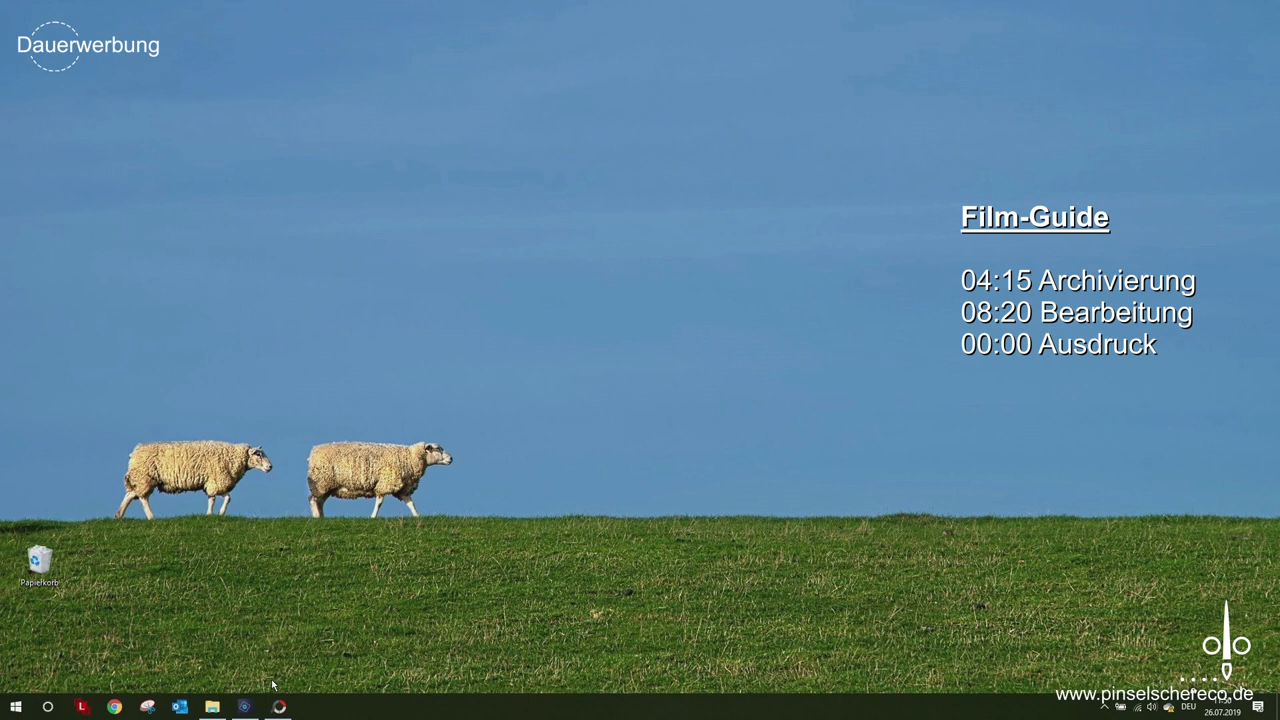 Dauerwerbung
Film-Guide
04:15 Archivierung
08:20 Bearbeitung
00:00 Ausdruck
Papierkorb
www.pinselschereco.de
DEU
26.07.2019